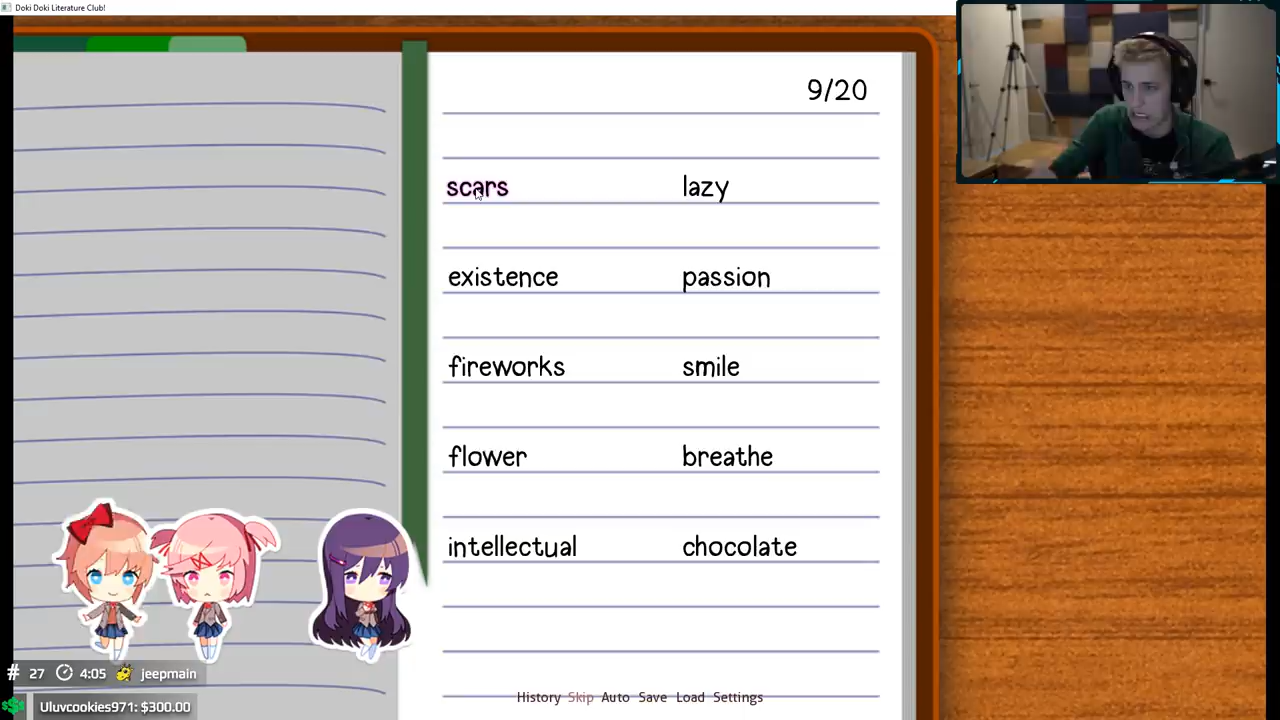 Doki Doki Literature Club!
9/20
scars lazy
existence passion
fireworks smile
flower breathe
intellectual chocolate
# 27 4:05 jeepmain
History Skip Auto Save Load Settings
Uluvcookies971: $300.00